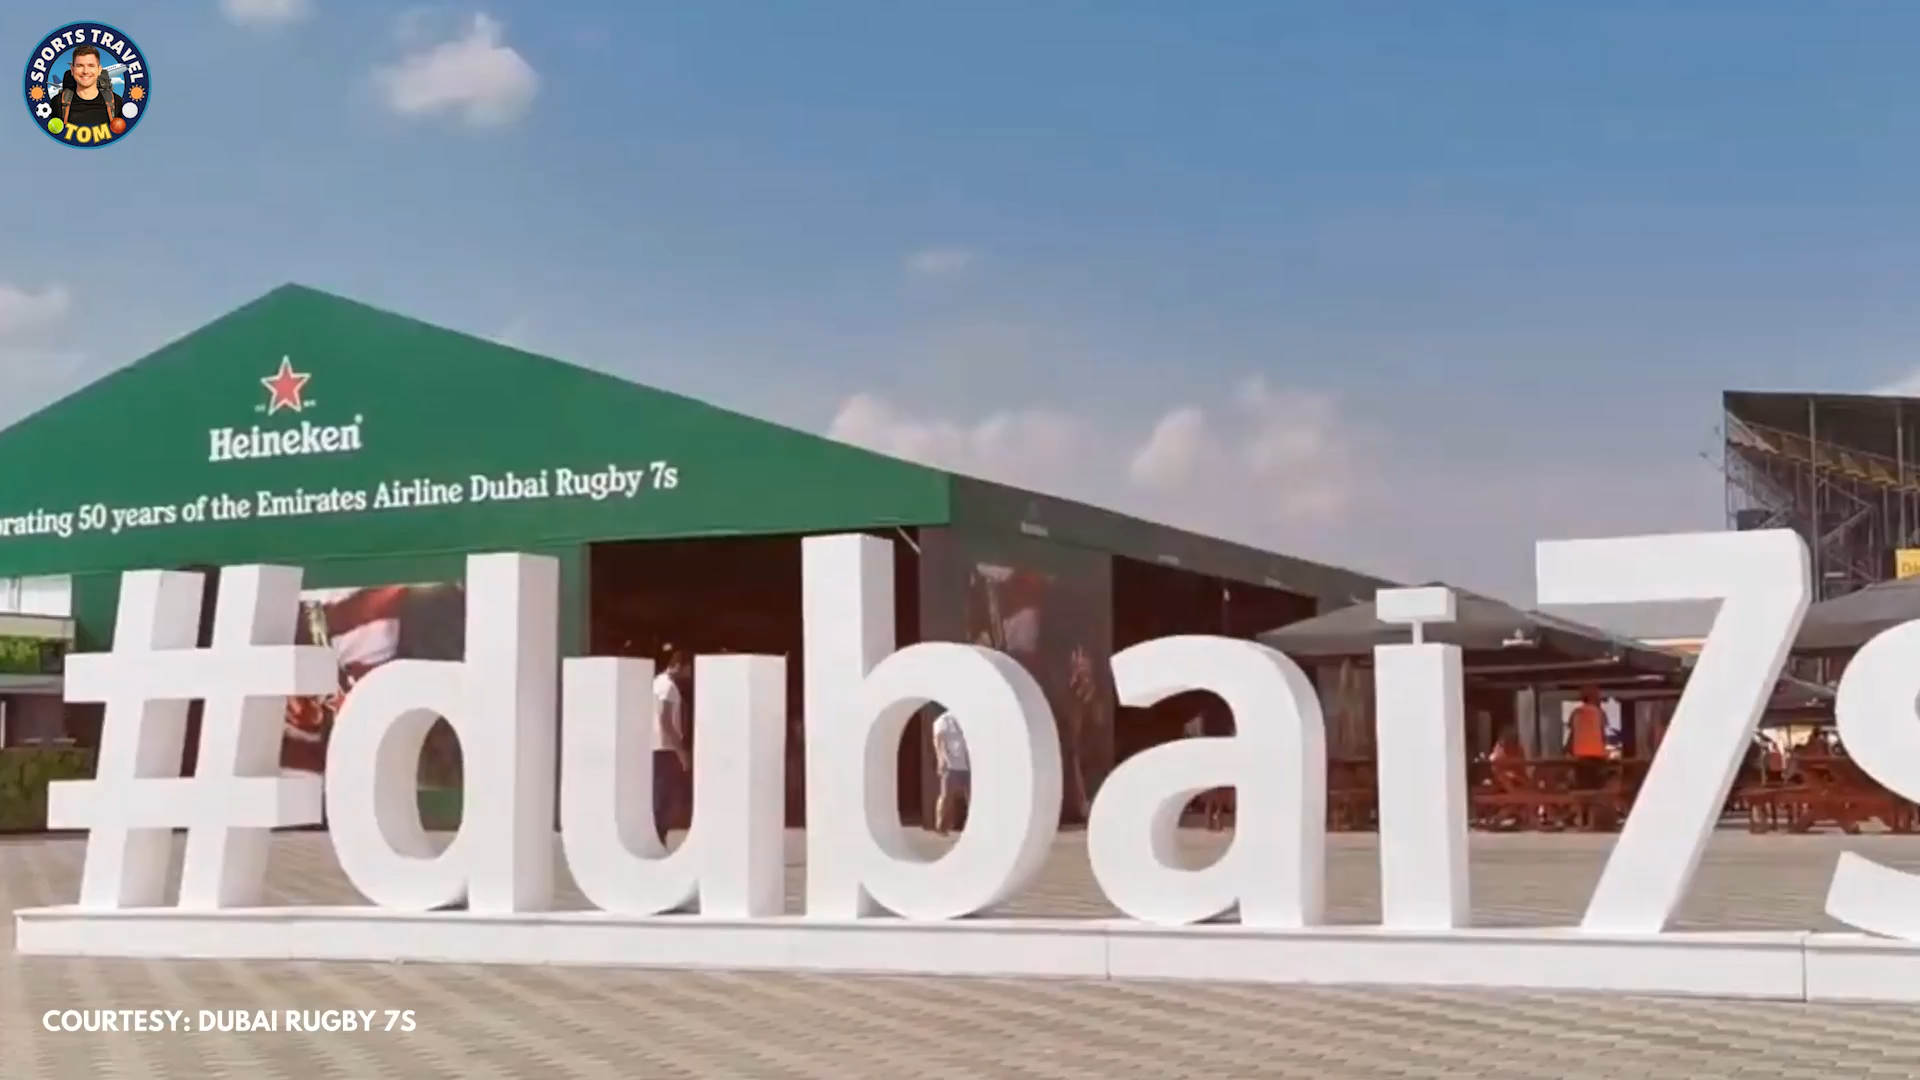 SPORTS TRAVEL
TOM
Heineken
rating 50 years of the Emirates Airline Dubai Rugby 7s
#dubai7s
COURTESY: DUBAI RUGBY 7S